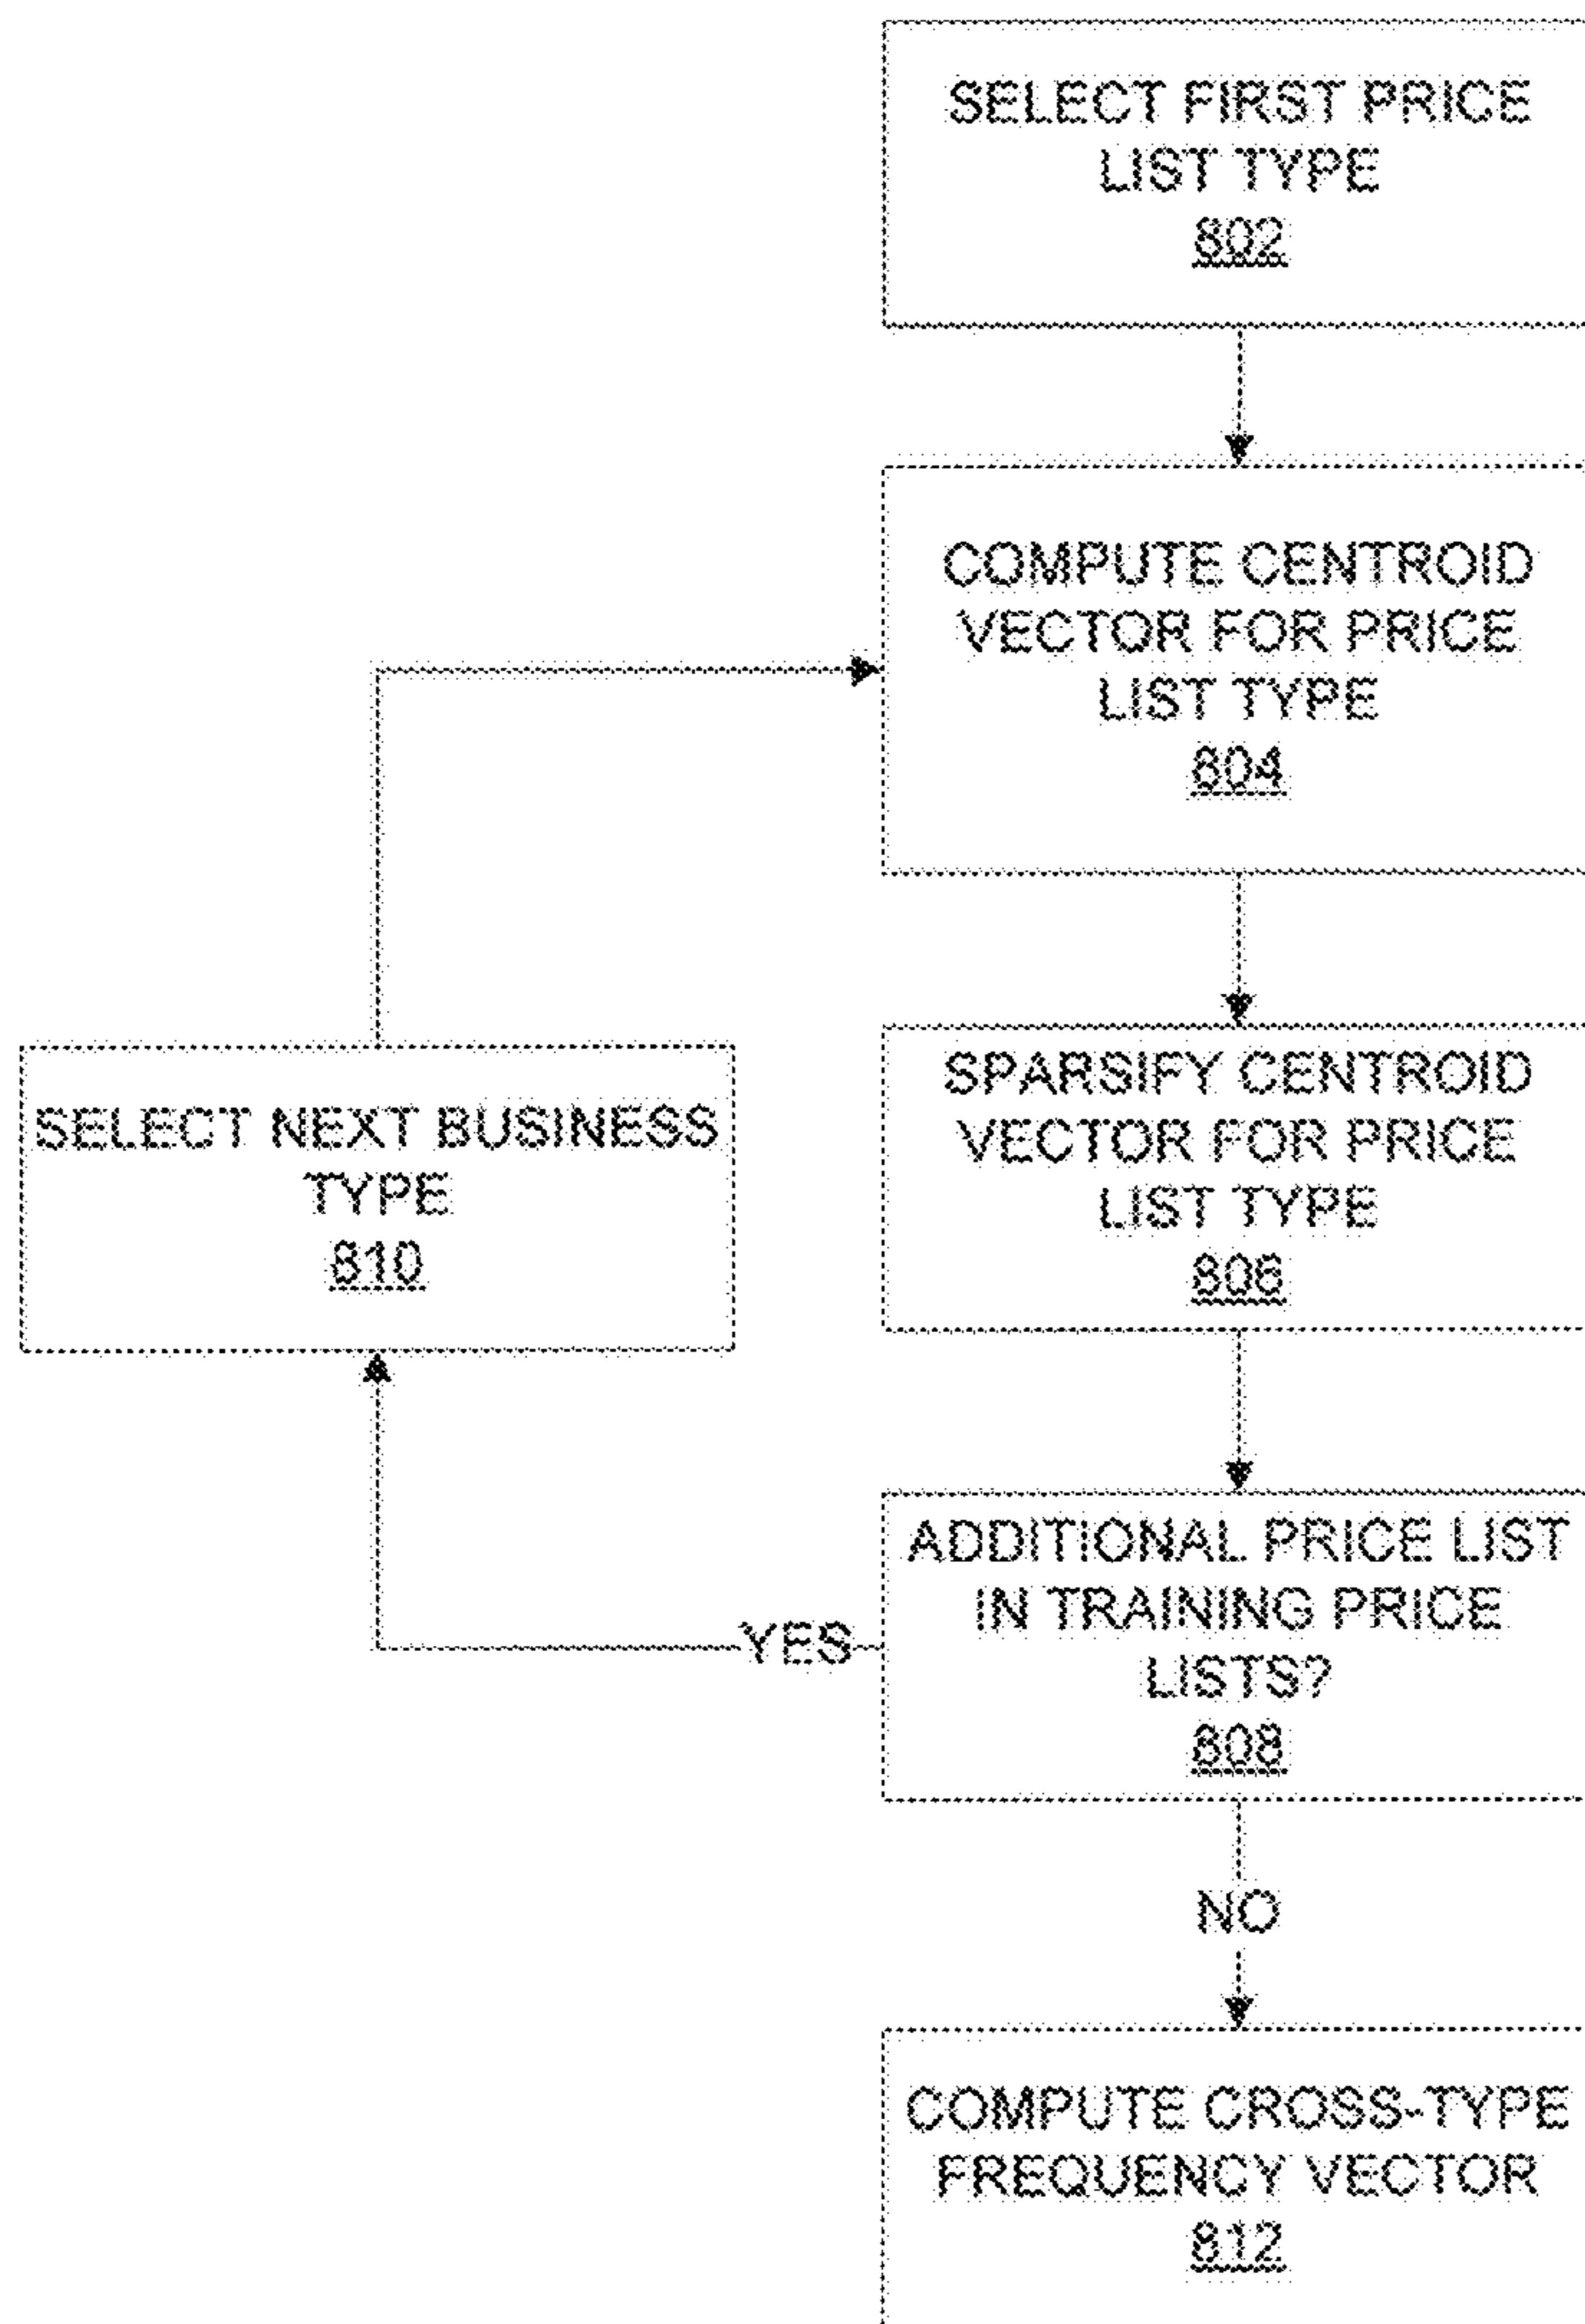 SELECT FIRST PRICE
LIST TYPE
802
COMPUTE CENTROID
VECTOR FOR PRICE
LIST TYPE
804
SPARSIFY CENTROID
VECTOR FOR PRICE
LIST TYPE
806
SELECT NEXT BUSINESS
TYPE
810
ADDITIONAL PRICE LIST
IN TRAINING PRICE
LISTS?
808
YES
NO
COMPUTE CROSS-TYPE
FREQUENCY VECTOR
812